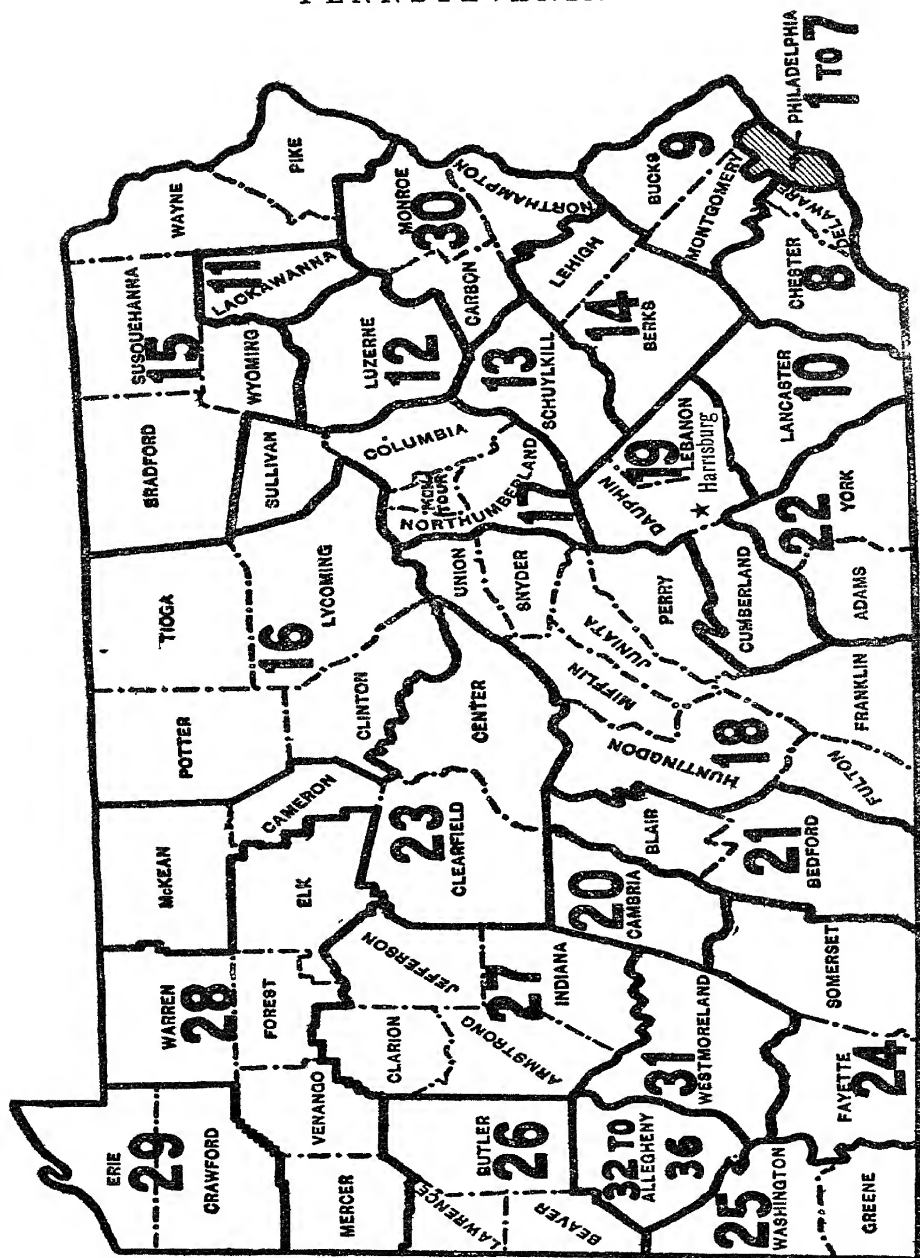 ERIE
29
CRAWFORD
WARREN
28
McKEAN
POTTER
TIOGA
BRADFORD
SUSQUEHANNA
15
WAYNE
PIKE
FOREST
ELK
CAMERON
16
LYCOMING
SULLIVAN
WYOMING
11
LACKAWANNA
MERCER
VENANGO
CLARION
JEFFERSON
CLINTON
LUZERNE
12
MONROE
30
CARBON
COLUMBIA
MONTOUR
NORTHUMBERLAND
17
NORTHAMPTON
LAWRENCE
BUTLER
26
BEAVER
ARMSTRONG
27
INDIANA
23
CLEARFIELD
CENTER
UNION
SNYDER
13
SCHUYLKILL
LEHIGH
14
BERKS
BUCKS
9
MONTGOMERY
32 TO
ALLEGHENY
36
31
WESTMORELAND
20
CAMBRIA
BLAIR
HUNTINGDON
18
MIFFLIN
JUNIATA
PERRY
DAUPHIN
19
LEBANON
Harrisburg
25
WASHINGTON
GREENE
FAYETTE
24
SOMERSET
21
BEDFORD
FULTON
FRANKLIN
CUMBERLAND
ADAMS
22
YORK
LANCASTER
10
CHESTER
8
DELAWARE
PHILADELPHIA
1 TO 7